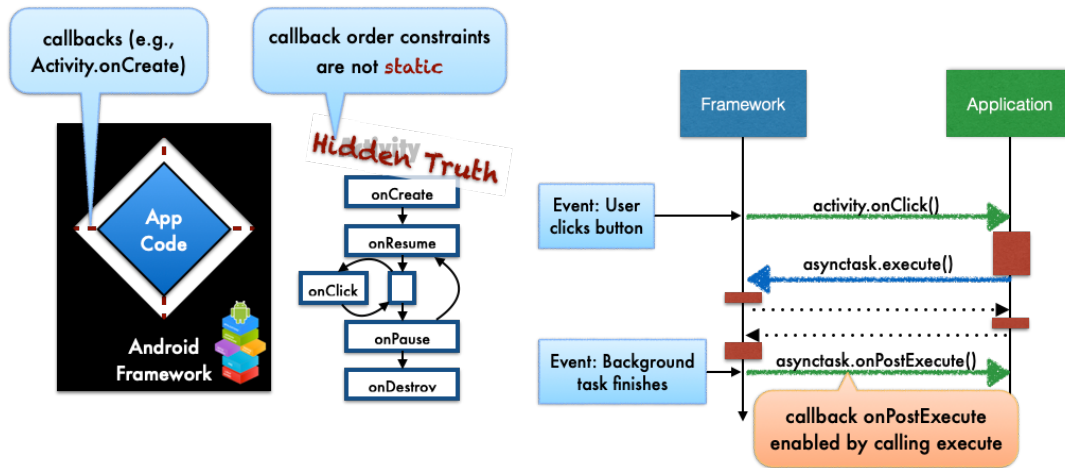 callbacks (e.g.,
Activity.onCreate)
callback order constraints
are not static
App
Code
Android
Framework
Activity
Hidden Truth
onCreate
onResume
onClick
onPause
onDestroy
Framework
Application
Event: User
clicks button
activity.onClick()
asynctask.execute()
Event: Background
task finishes
asynctask.onPostExecute()
callback onPostExecute
enabled by calling execute